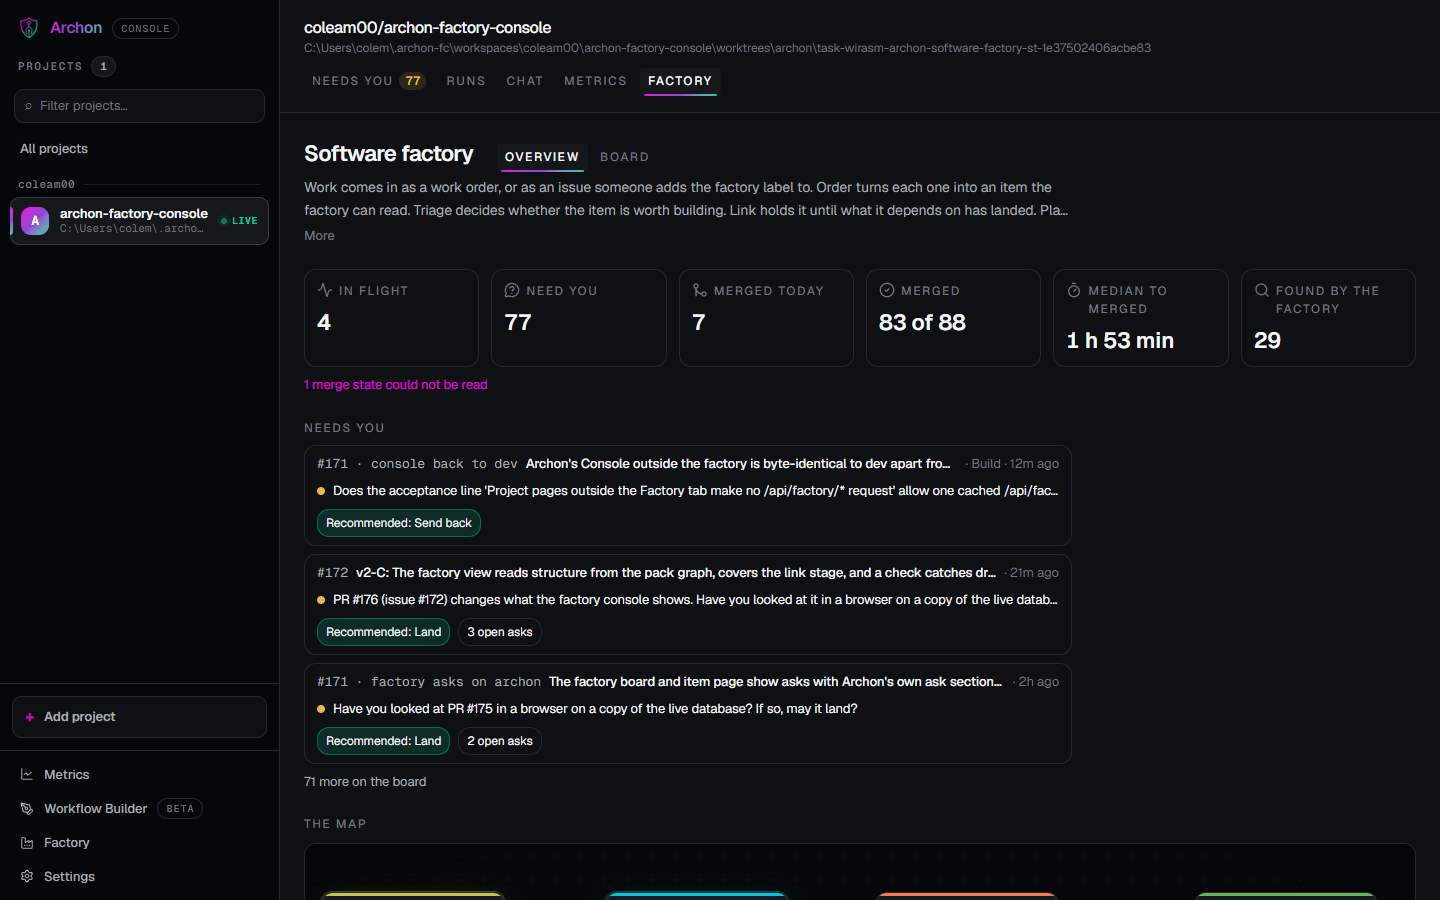 Archon CONSOLE
PROJECTS 1
Filter projects...
All projects
coleam00
A archon-factory-console LIVE
C:\Users\colem\.archo...
Add project
Metrics
Workflow Builder BETA
Factory
Settings
coleam00/archon-factory-console
C:\Users\colem\.archon-fc\workspaces\coleam00\archon-factory-console\worktrees\archon\task-wirasm-archon-software-factory-st-1e37502406acbe83
NEEDS YOU 77 RUNS CHAT METRICS FACTORY
Software factory OVERVIEW BOARD
Work comes in as a work order, or as an issue someone adds the factory label to. Order turns each one into an item the
factory can read. Triage decides whether the item is worth building. Link holds it until what it depends on has landed. Pla...
More
IN FLIGHT
4
NEED YOU
77
MERGED TODAY
7
MERGED
83 of 88
MEDIAN TO
MERGED
1 h 53 min
FOUND BY THE
FACTORY
29
1 merge state could not be read
NEEDS YOU
#171 · console back to dev Archon's Console outside the factory is byte-identical to dev apart fro... · Build · 12m ago
Does the acceptance line 'Project pages outside the Factory tab make no /api/factory/* request' allow one cached /api/fac...
Recommended: Send back
#172 v2-C: The factory view reads structure from the pack graph, covers the link stage, and a check catches dr... · 21m ago
PR #176 (issue #172) changes what the factory console shows. Have you looked at it in a browser on a copy of the live datab...
Recommended: Land 3 open asks
#171 · factory asks on archon The factory board and item page show asks with Archon's own ask section... · 2h ago
Have you looked at PR #175 in a browser on a copy of the live database? If so, may it land?
Recommended: Land 2 open asks
71 more on the board
THE MAP